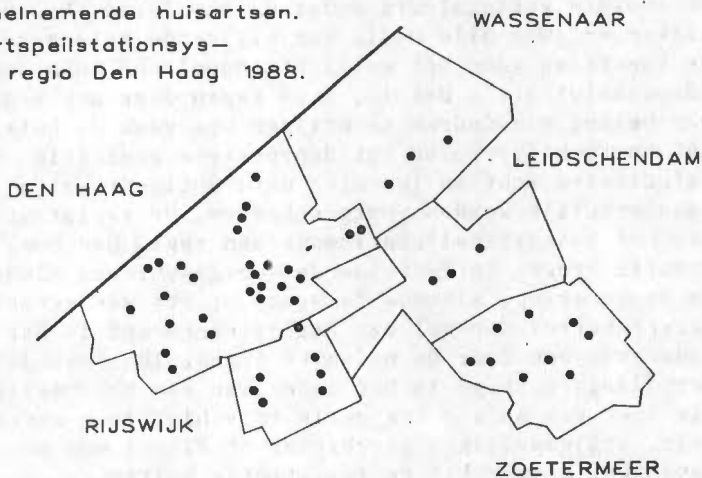 elnemende huisartsen.
rtspeilstationsys—
regio Den Haag 1988.
WASSENAAR
LEIDSCHENDAM
DEN HAAG
RIJSWIJK
ZOETERMEER